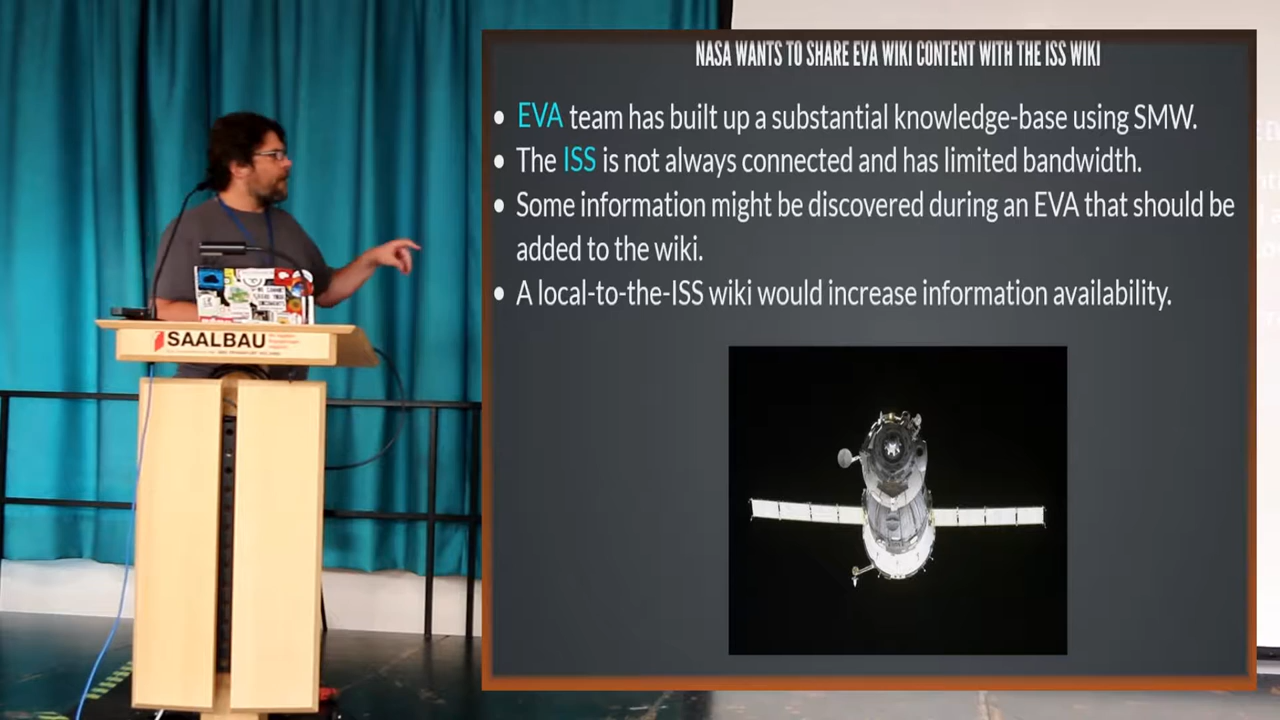 NASA WANTS TO SHARE EVA WIKI CONTENT WITH THE ISS WIKI
• EVA team has built up a substantial knowledge-base using SMW.
• The ISS is not always connected and has limited bandwidth.
• Some information might be discovered during an EVA that should be
added to the wiki.
• A local-to-the-ISS wiki would increase information availability.
SAALBAU